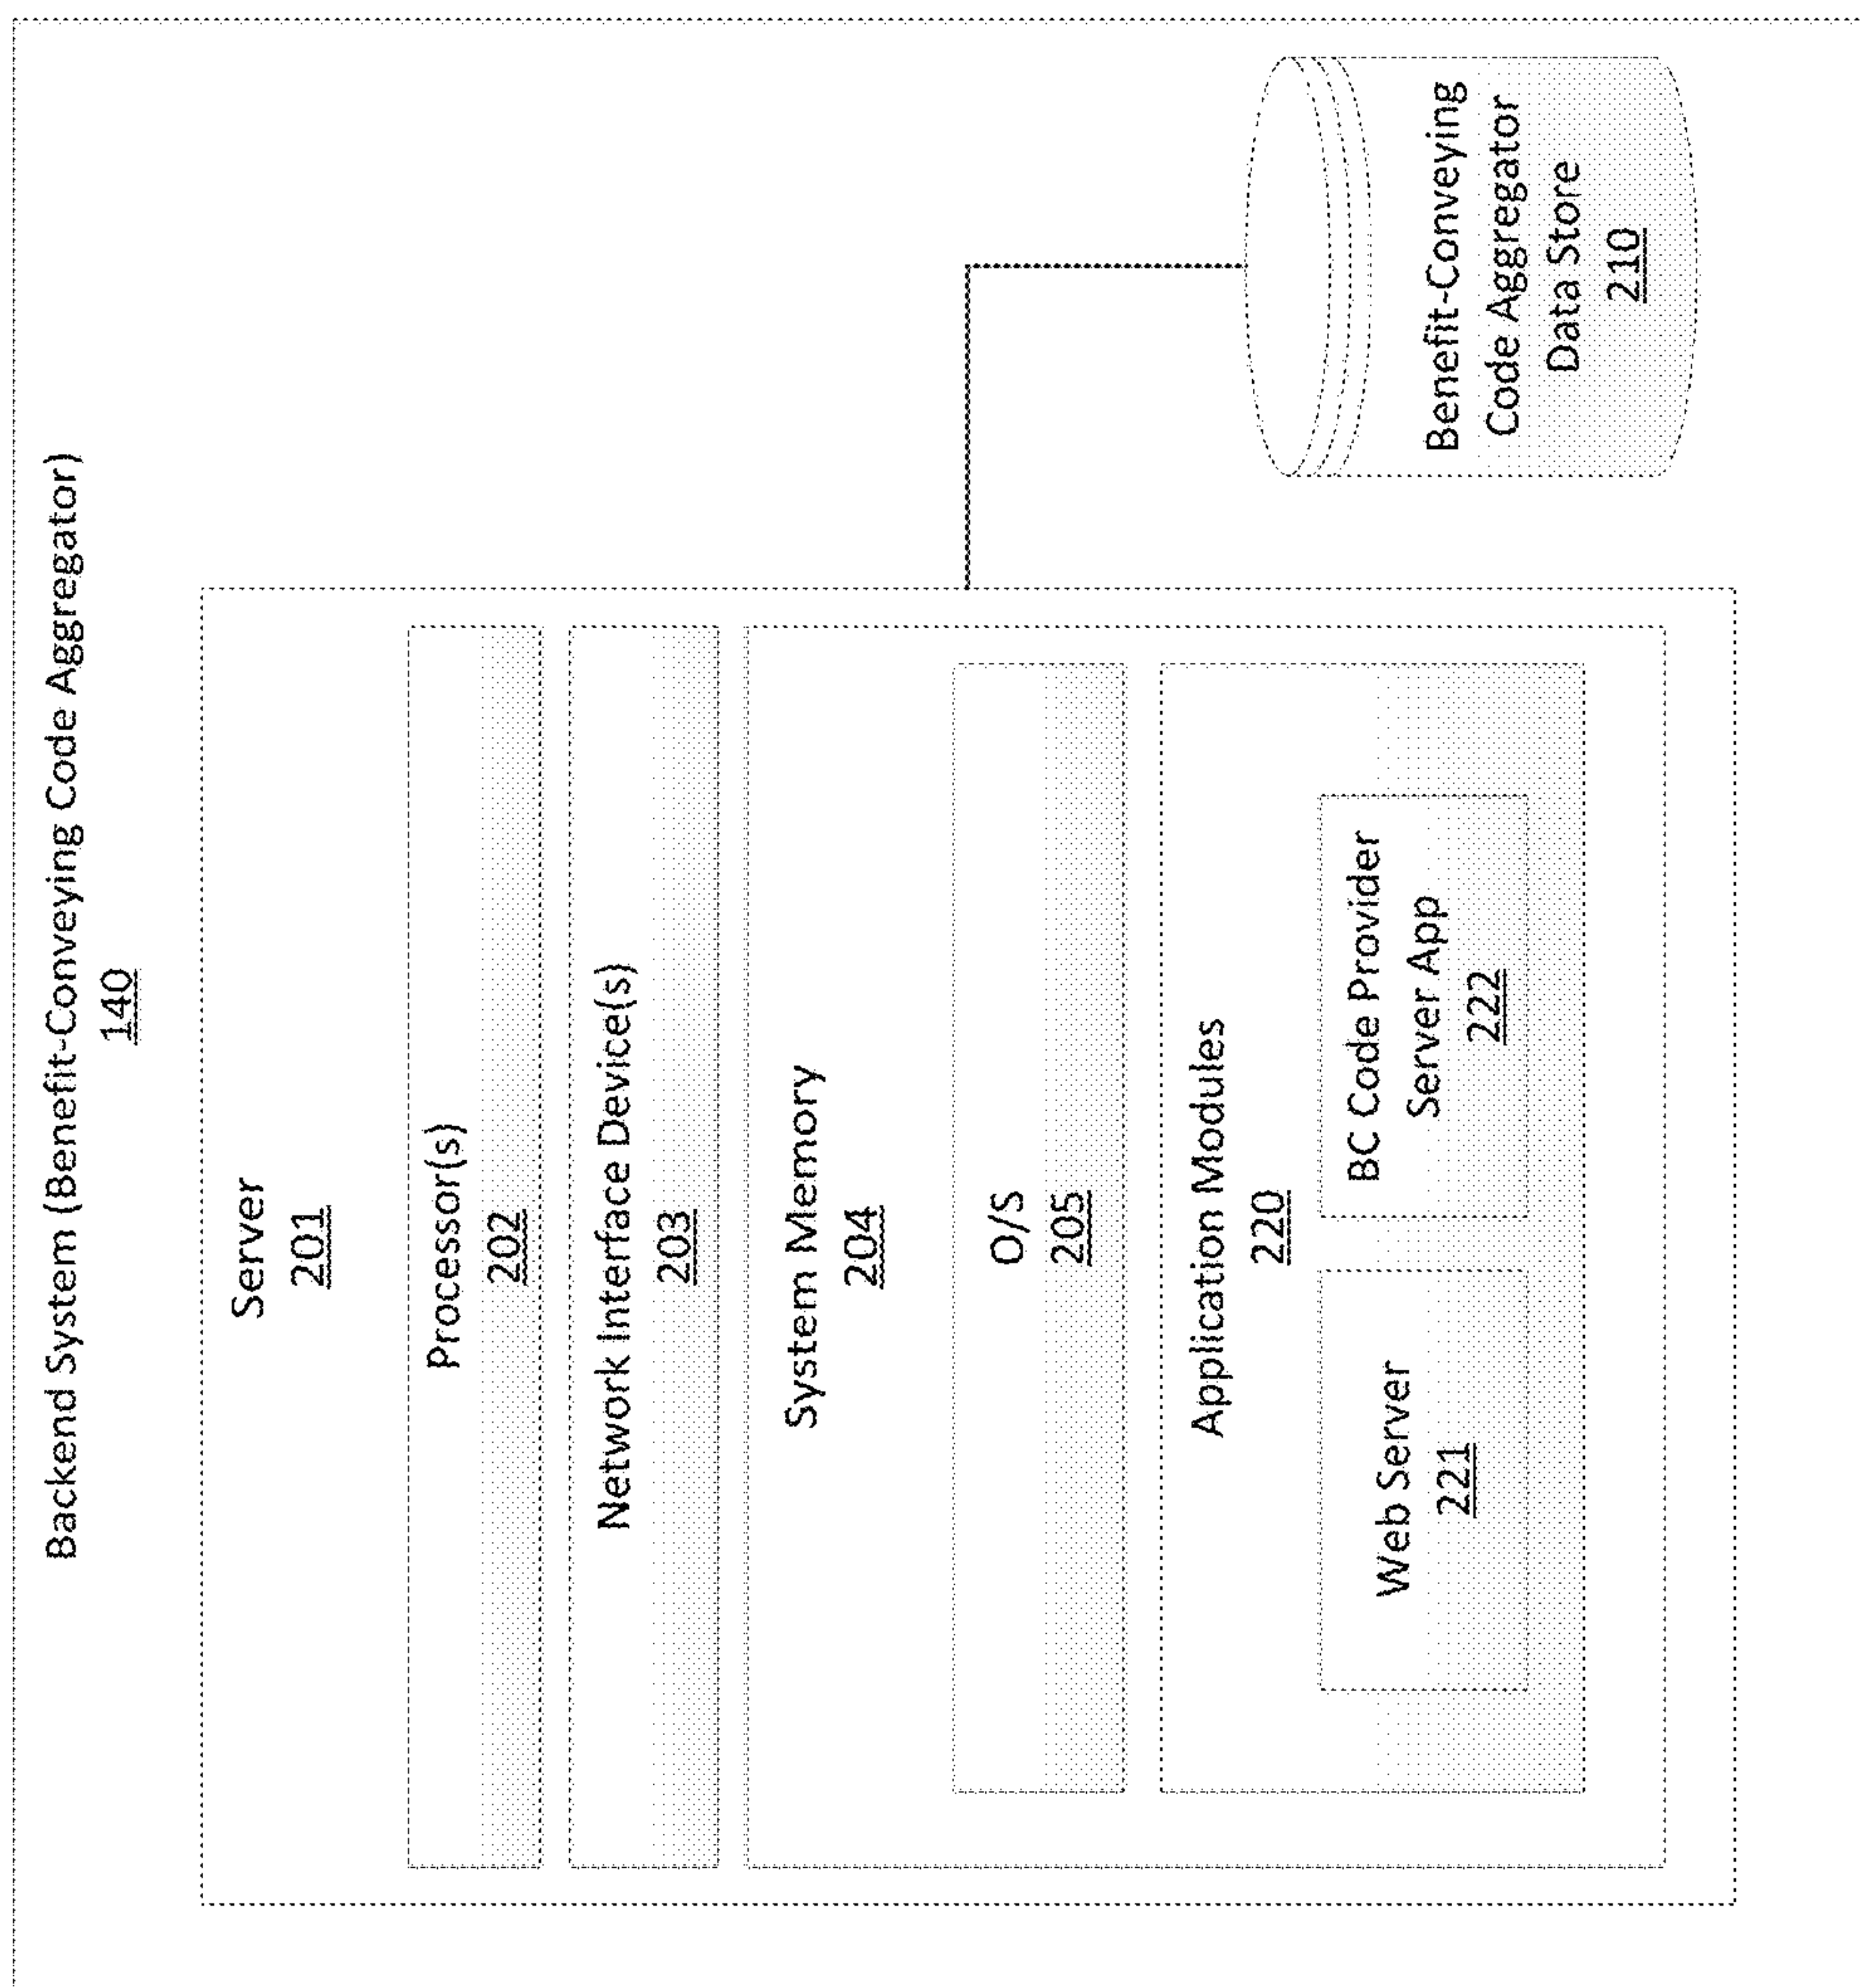 Backend System (Benefit-Conveying Code Aggregator)
140
Server
201
Processor(s)
202
Network Interface Device(s)
203
System Memory
204
O/S
205
Application Modules
220
Web Server
221
BC Code Provider
Server App
222
Benefit-Conveying
Code Aggregator
Data Store
210